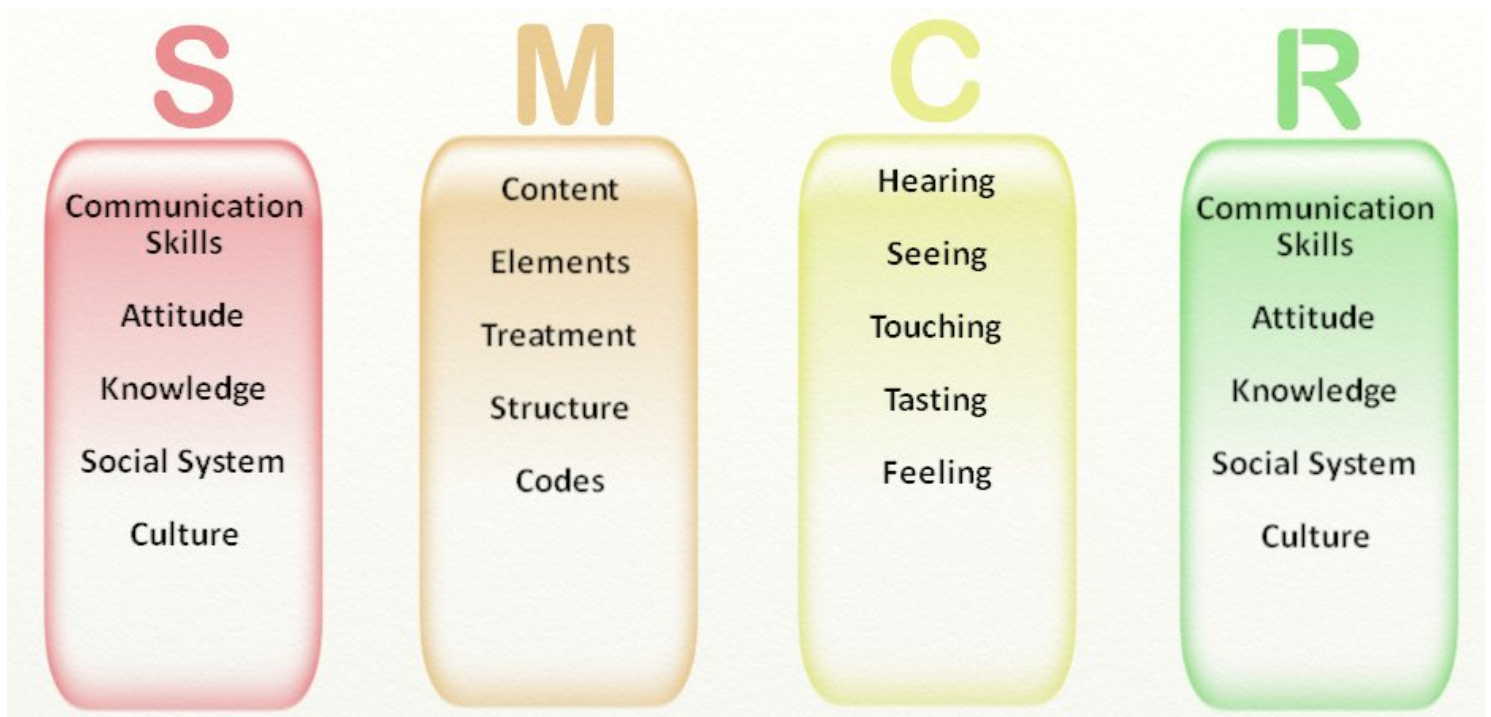 S
Communication
Skills
Attitude
Knowledge
Social System
Culture
M
Content
Elements
Treatment
Structure
Codes
C
Hearing
Seeing
Touching
Tasting
Feeling
R
Communication
Skills
Attitude
Knowledge
Social System
Culture